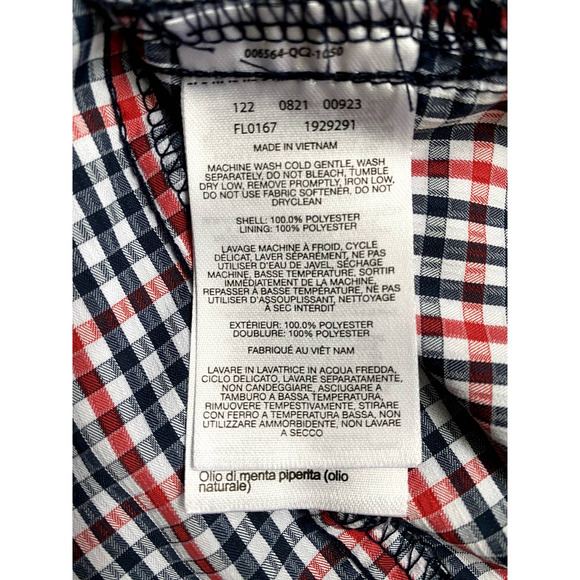 006564-QC2-1050
122 0821 00923
FL0167 1929291
MADE IN VIETNAM
MACHINE WASH COLD GENTLE, WASH
SEPARATELY, DO NOT BLEACH, TUMBLE
DRY LOW, REMOVE PROMPTLY, IRON LOW,
DO NOT USE FABRIC SOFTENER, DO NOT
DRYCLEAN
SHELL: 100.0% POLYESTER
LINING: 100% POLYESTER
LAVAGE MACHINE À FROID, CYCLE
DÉLICAT, LAVER SÉPARÉMENT, NE PAS
UTILISER D'EAU DE JAVEL, SÉCHAGE
MACHINE, BASSE TEMPÉRATURE, SORTIR
IMMÉDIATEMENT DE LA MACHINE,
REPASSER À BASSE TEMPÉRATURE, NE PAS
UTILISER D'ASSOUPLISSANT, NETTOYAGE
À SEC INTERDIT
EXTÉRIEUR: 100.0% POLYESTER
DOUBLURE: 100% POLYESTER
FABRIQUÉ AU VIÊT NAM
LAVARE IN LAVATRICE IN ACQUA FREDDA,
CICLO DELICATO, LAVARE SEPARATAMENTE,
NON CANDEGGIARE, ASCIUGARE A
TAMBURO A BASSA TEMPERATURA,
RIMUOVERE TEMPESTIVAMENTE, STIRARE
CON FERRO A TEMPERATURA BASSA, NON
UTILIZZARE AMMORBIDENTE, NON LAVARE
A SECCO
Olio di menta piperita (olio
naturale)